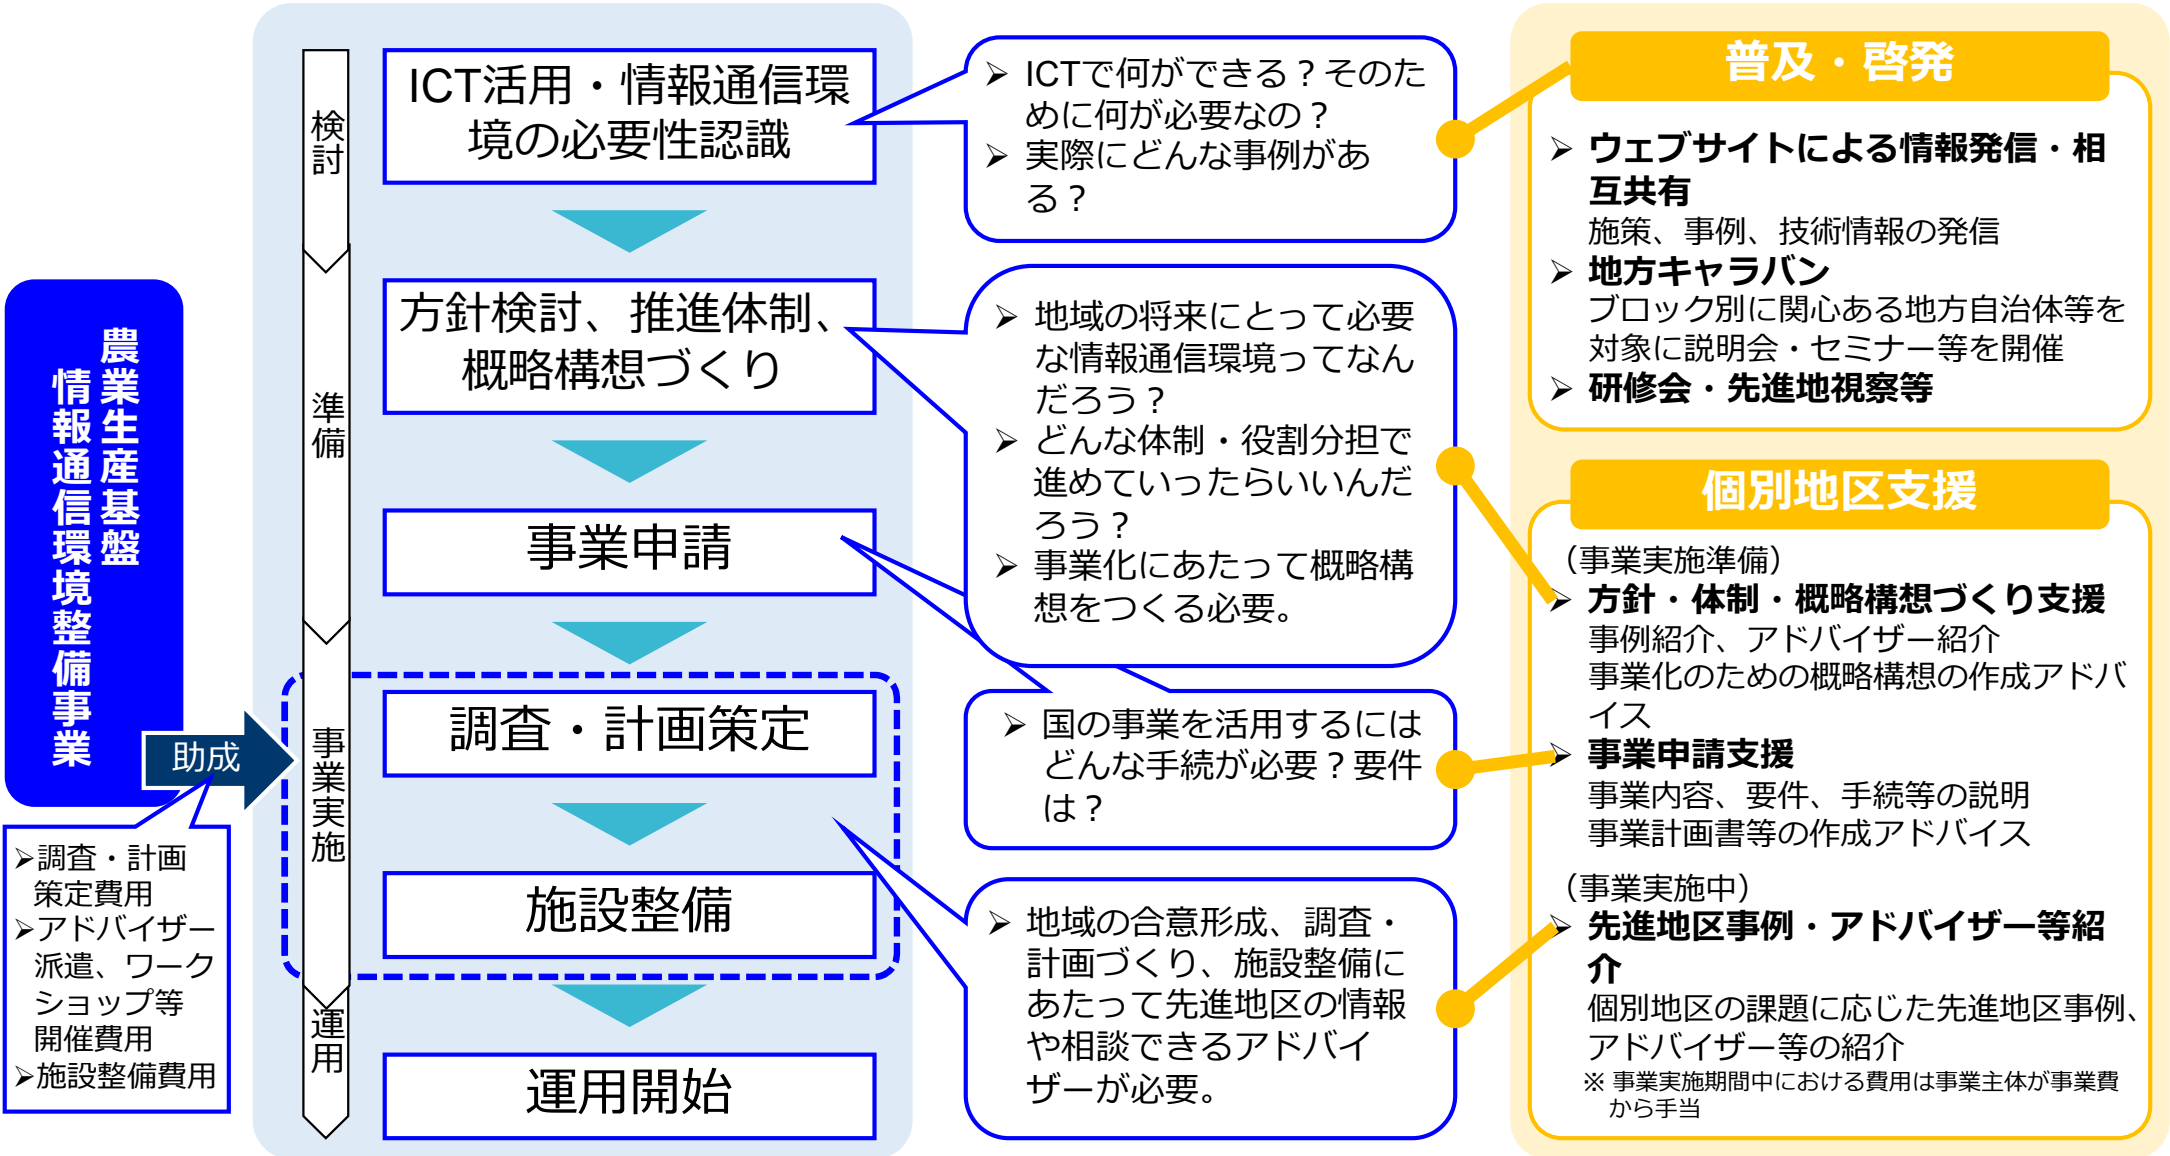 農業生産基盤
情報通信環境整備事業
助成
➢調査・計画
策定費用
➢アドバイザー
派遣、ワーク
ショップ等
開催費用
➢施設整備費用
検討
準備
事業実施
運用
ICT活用・情報通信環
境の必要性認識
方針検討、推進体制、
概略構想づくり
事業申請
調査・計画策定
施設整備
運用開始
➢ ICTで何ができる？そのた
めに何が必要なの？
➢ 実際にどんな事例があ
る？
➢ 地域の将来にとって必要
な情報通信環境ってなん
だろう？
➢ どんな体制・役割分担で
進めていったらいいんだ
ろう？
➢ 事業化にあたって概略構
想をつくる必要。
➢ 国の事業を活用するには
どんな手続が必要？要件
は？
➢ 地域の合意形成、調査・
計画づくり、施設整備に
あたって先進地区の情報
や相談できるアドバイ
ザーが必要。
普及・啓発
➢ ウェブサイトによる情報発信・相
互共有
施策、事例、技術情報の発信
➢ 地方キャラバン
ブロック別に関心ある地方自治体等を
対象に説明会・セミナー等を開催
➢ 研修会・先進地視察等
個別地区支援
（事業実施準備）
➢ 方針・体制・概略構想づくり支援
事例紹介、アドバイザー紹介
事業化のための概略構想の作成アドバ
イス
➢ 事業申請支援
事業内容、要件、手続等の説明
事業計画書等の作成アドバイス
（事業実施中）
➢ 先進地区事例・アドバイザー等紹
介
個別地区の課題に応じた先進地区事例、
アドバイザー等の紹介
※ 事業実施期間中における費用は事業主体が事業費
から手当